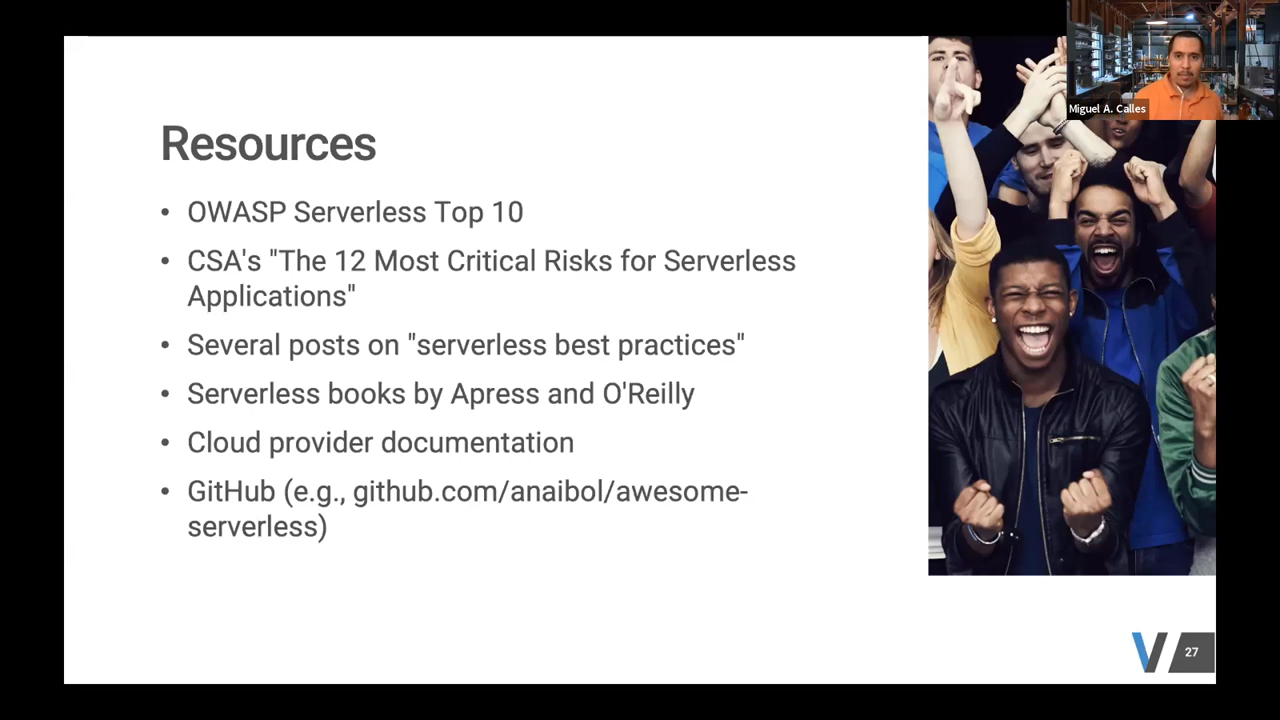 Miguel A. Calles
Resources
• OWASP Serverless Top 10
• CSA's "The 12 Most Critical Risks for Serverless
Applications"
• Several posts on "serverless best practices"
• Serverless books by Apress and O'Reilly
• Cloud provider documentation
• GitHub (e.g., github.com/anaibol/awesome-
serverless)
27